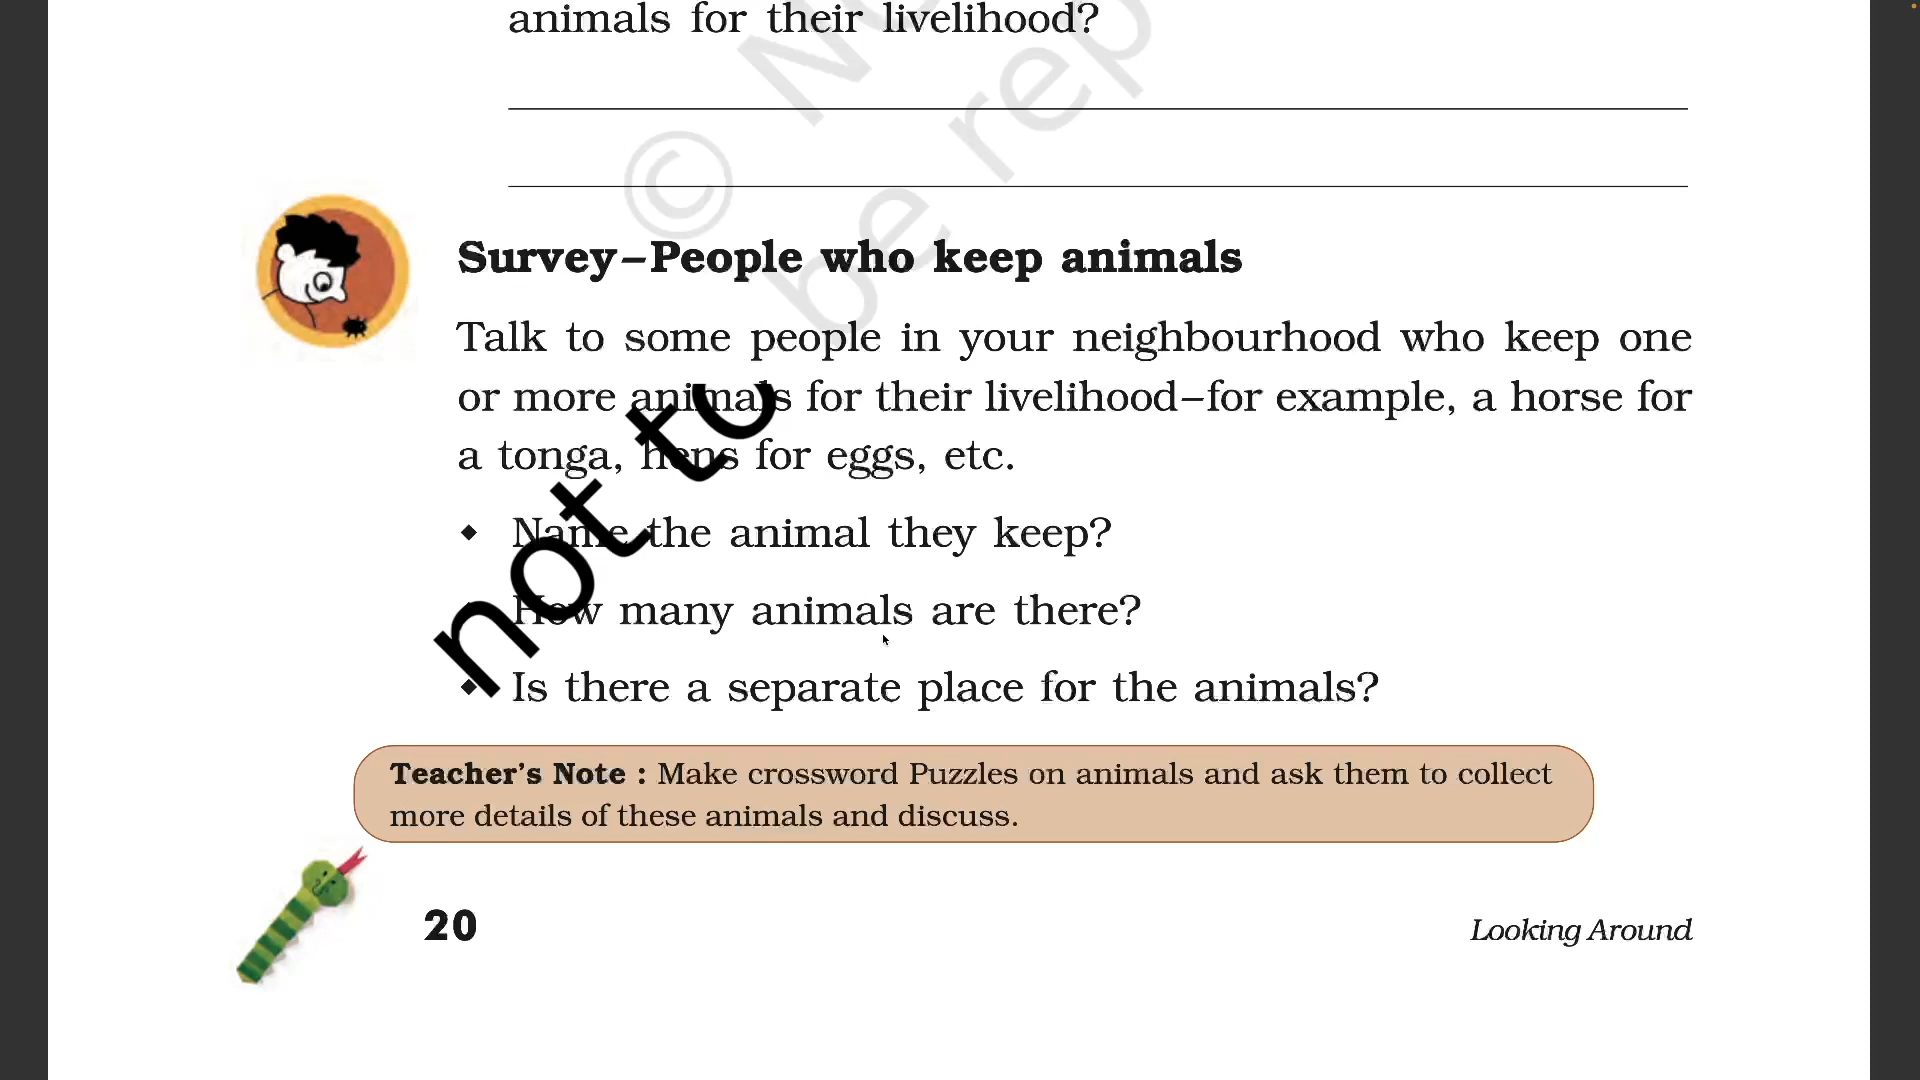 animals for their livelihood?
© No
be rep
Survey–People who keep animals
Talk to some people in your neighbourhood who keep one
or more animals for their livelihood–for example, a horse for
a tonga, hens for eggs, etc.
not to
◆ Name the animal they keep?
◆ How many animals are there?
◆ Is there a separate place for the animals?
Teacher's Note : Make crossword Puzzles on animals and ask them to collect
more details of these animals and discuss.
20
Looking Around